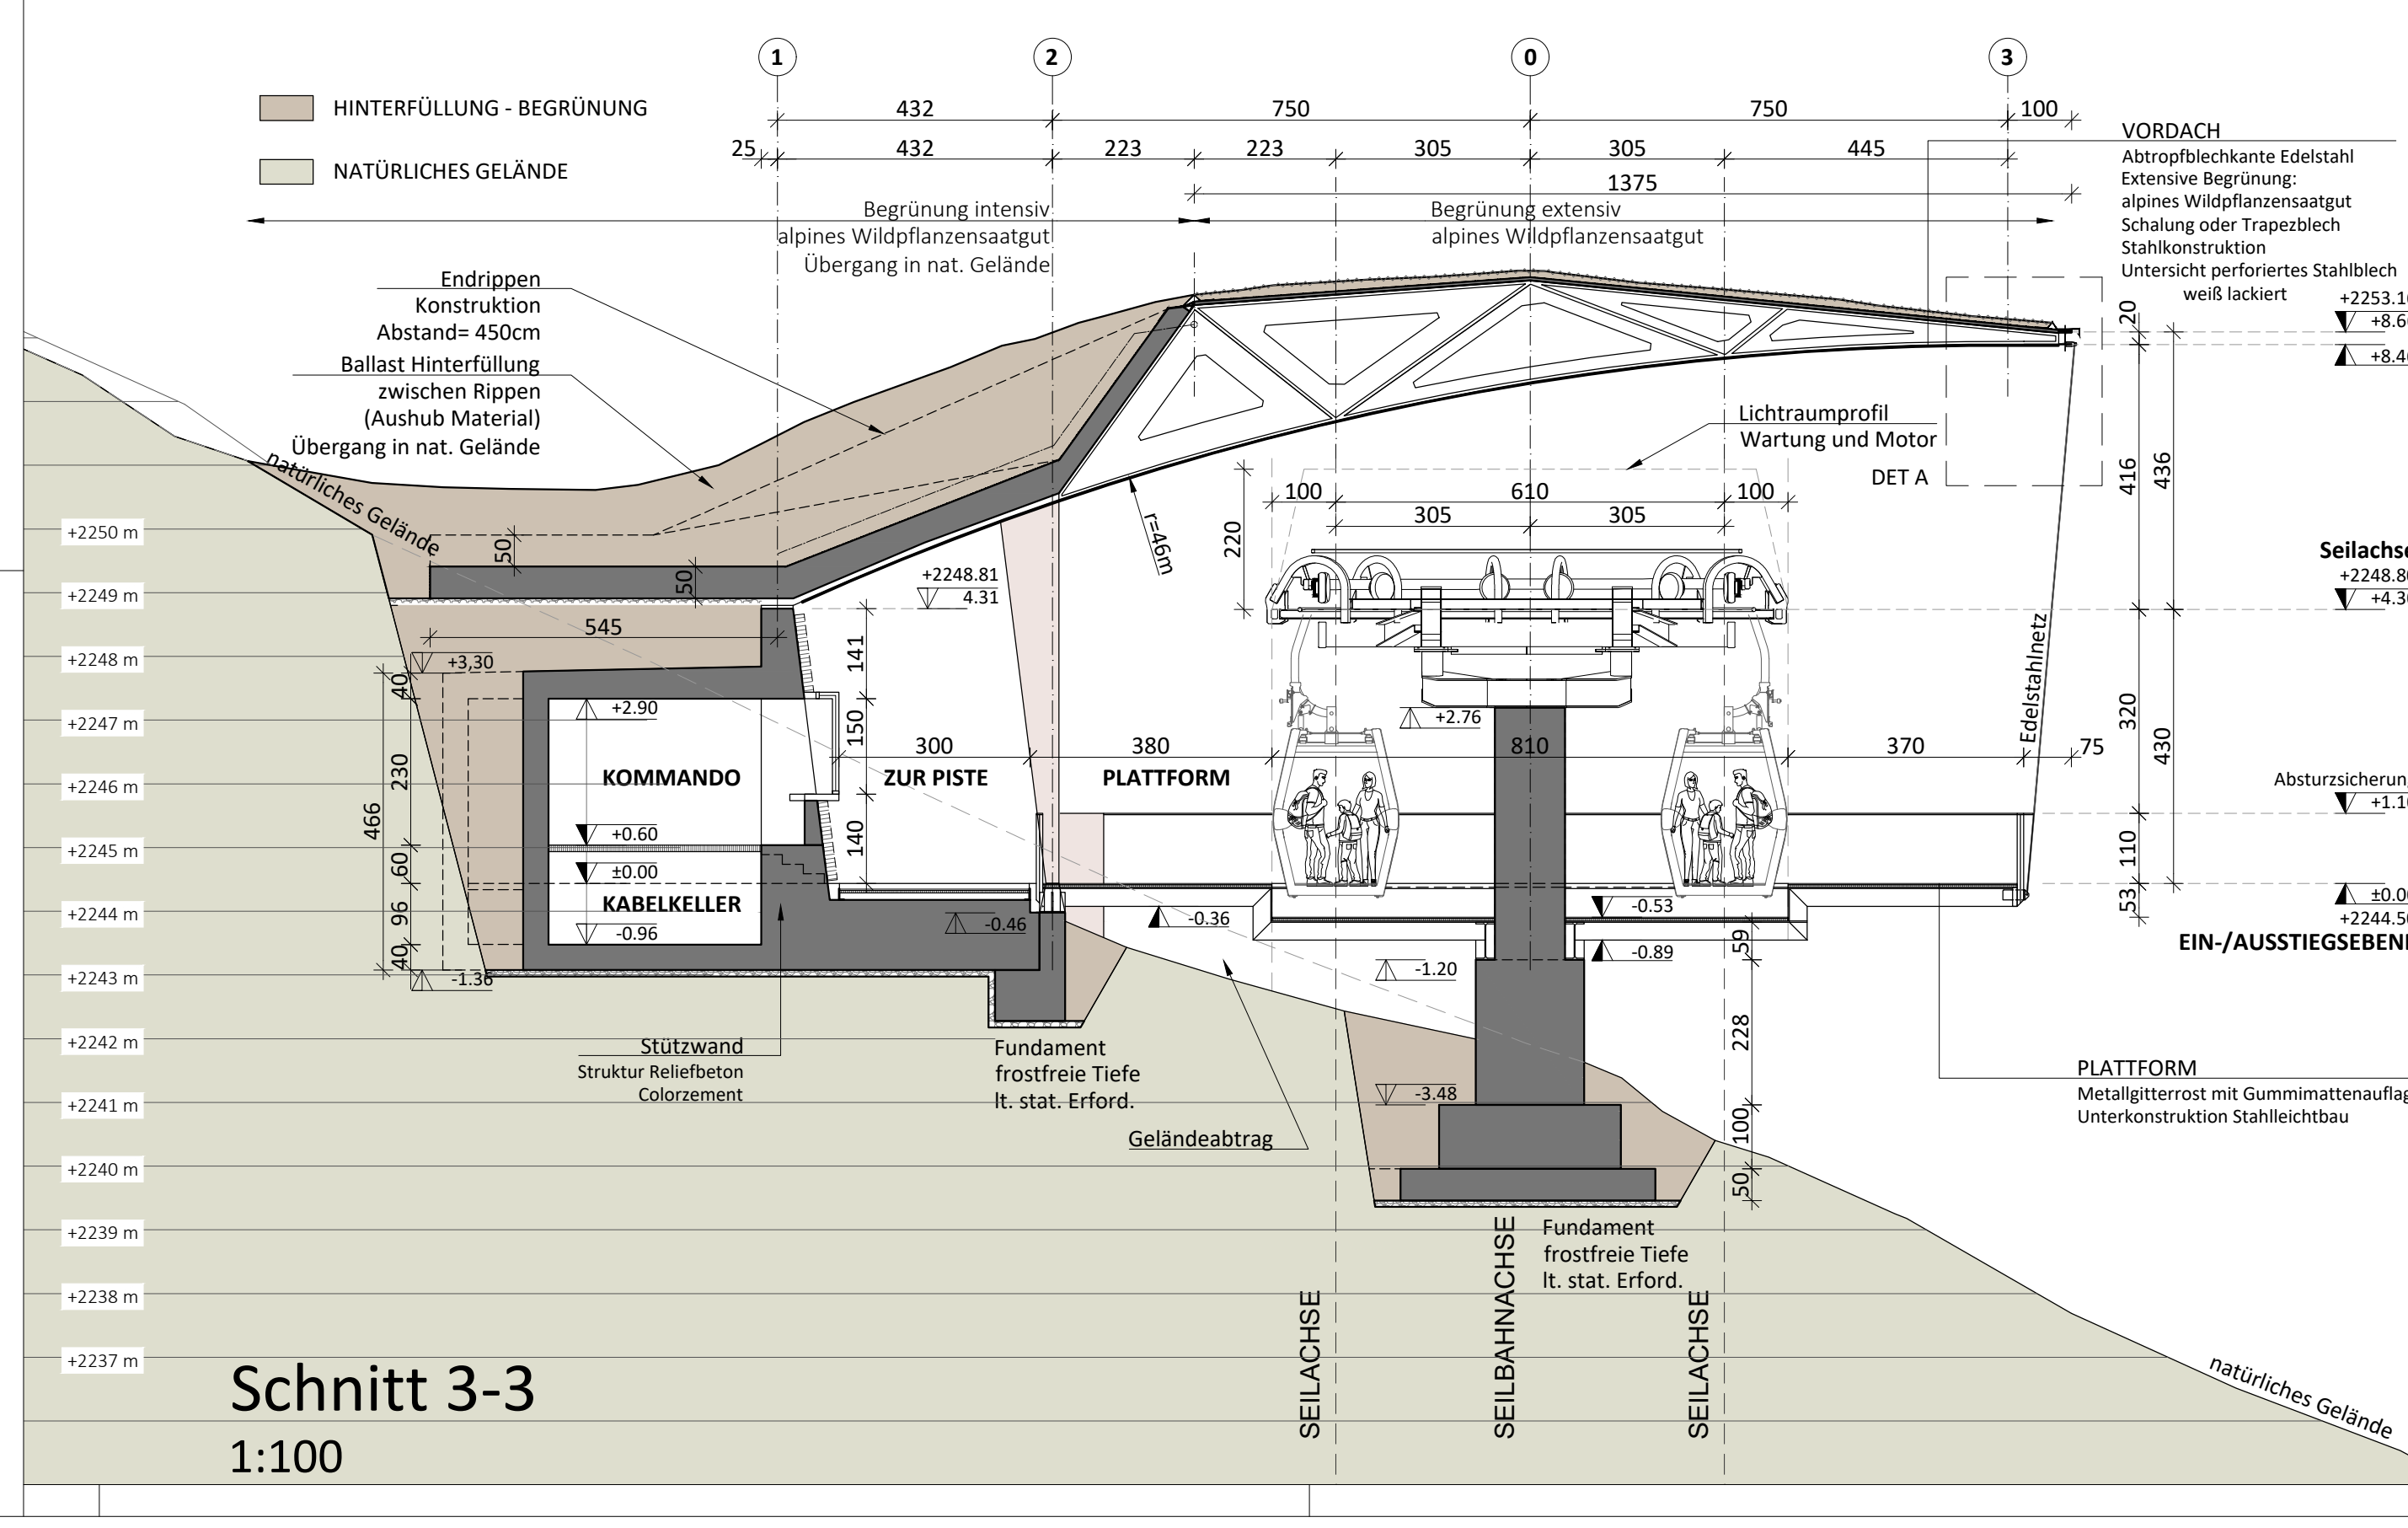 1
2
0
3
HINTERFÜLLUNG - BEGRÜNUNG
NATÜRLICHES GELÄNDE
432
750
750
100
25
432
223
223
305
305
445
1375
Begrünung intensiv
alpines Wildpflanzensaatgut
Übergang in nat. Gelände
Begrünung extensiv
alpines Wildpflanzensaatgut
VORDACH
Abtropfblechkante Edelstahl
Extensive Begrünung:
alpines Wildpflanzensaatgut
Schalung oder Trapezblech
Stahlkonstruktion
Untersicht perforiertes Stahlblech
weiß lackiert
Endrippen
Konstruktion
Abstand= 450cm
Ballast Hinterfüllung
zwischen Rippen
(Aushub Material)
Übergang in nat. Gelände
natürliches Gelände
20
416
436
Lichtraumprofil
Wartung und Motor
DET A
100
610
100
305
305
220
r=46m
50
50
+2248.81
4.31
545
+3,30
40
141
150
140
466
230
60
96
40
+2.90
KOMMANDO
+0.60
±0.00
KABELKELLER
-0.96
-1.36
300
ZUR PISTE
380
PLATTFORM
810
+2.76
370
75
Edelstahlnetz
320
430
110
53
EIN-/AUSSTIEGSEBEN
-0.46
-0.36
-0.53
-0.89
-1.20
-3.48
59
228
100
50
Stützwand
Struktur Reliefbeton
Colorzement
Fundament
frostfreie Tiefe
lt. stat. Erford.
Geländeabtrag
Fundament
frostfreie Tiefe
lt. stat. Erford.
PLATTFORM
Metallgitterrost mit Gummimattenauflag
Unterkonstruktion Stahlleichtbau
SEILACHSE
SEILBAHNACHSE
SEILACHSE
natürliches Gelände
+2250 m
+2249 m
+2248 m
+2247 m
+2246 m
+2245 m
+2244 m
+2243 m
+2242 m
+2241 m
+2240 m
+2239 m
+2238 m
+2237 m
Schnitt 3-3
1:100